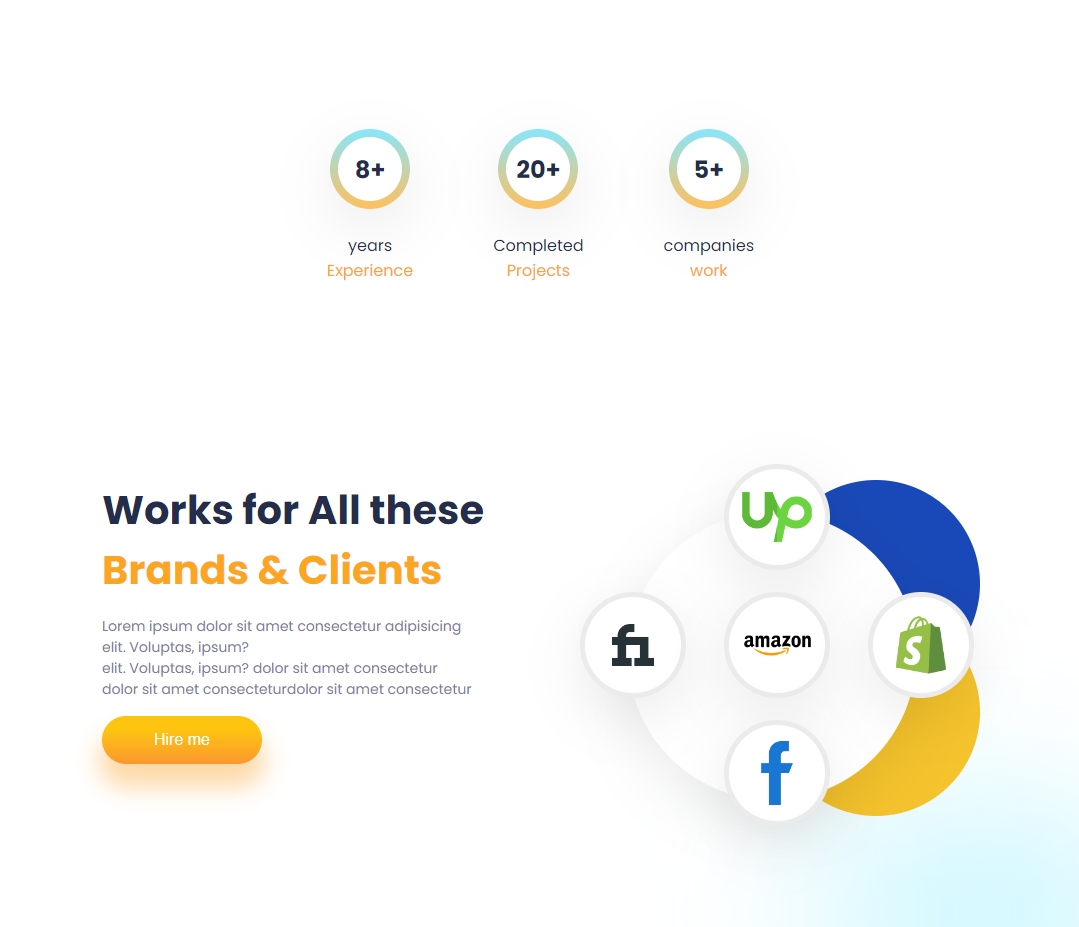 8+
20+
5+
years
Experience
Completed
Projects
companies
work
Works for All these
Brands & Clients
Lorem ipsum dolor sit amet consectetur adipisicing
elit. Voluptas, ipsum?
elit. Voluptas, ipsum? dolor sit amet consectetur
dolor sit amet consecteturdolor sit amet consectetur
Hire me
Up
fi
amazon
S
f